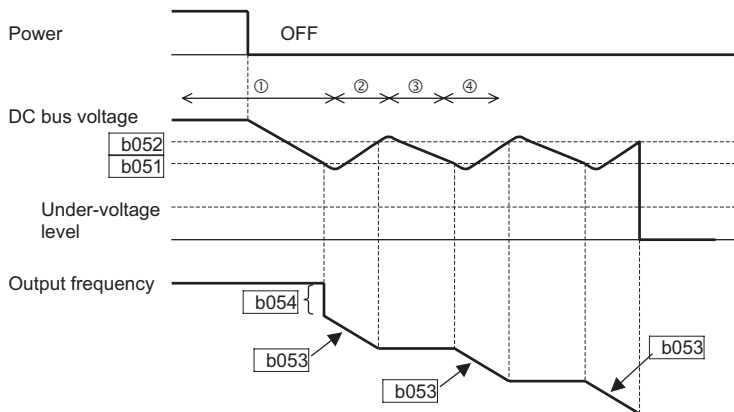 Power
OFF
① ② ③ ④
DC bus voltage
b052
b051
Under-voltage
level
Output frequency
b054
b053
b053
b053